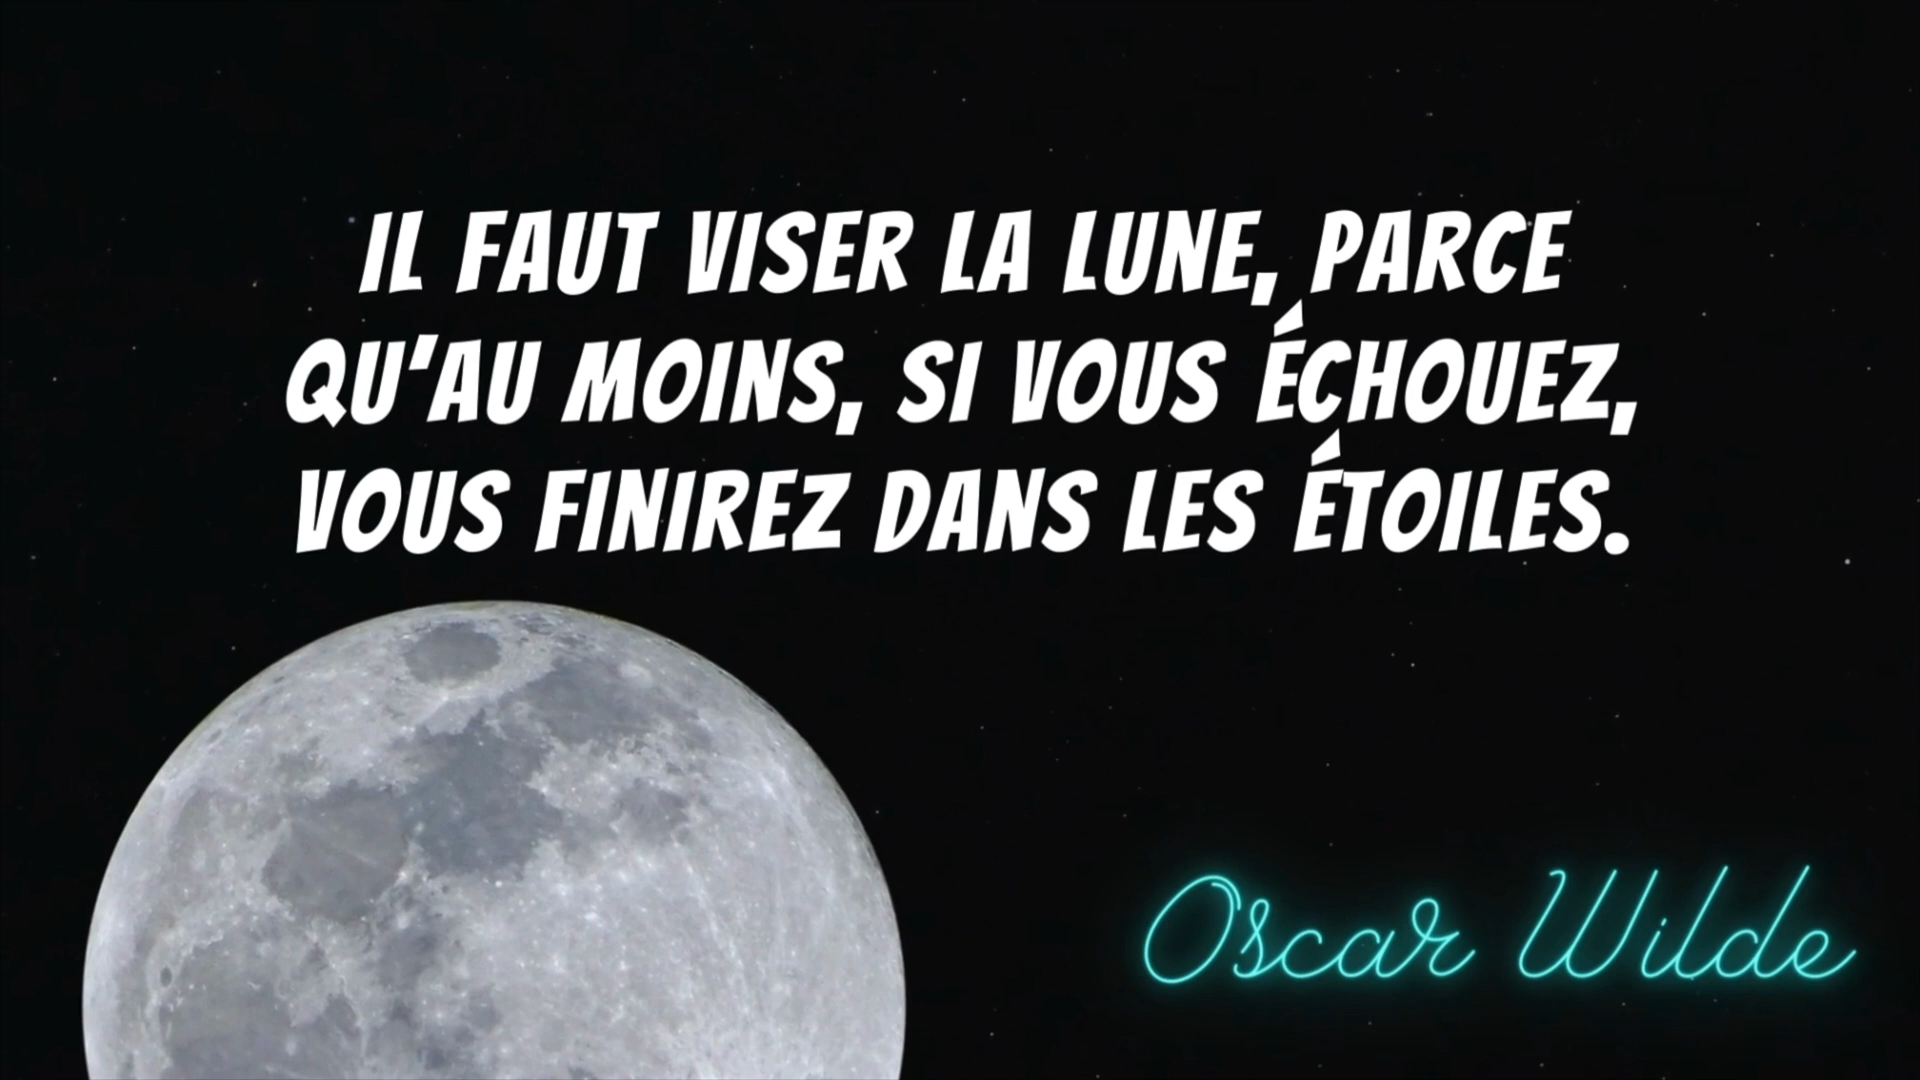 IL FAUT VISER LA LUNE, PARCE
QU'AU MOINS, SI VOUS ÉCHOUEZ,
VOUS FINIREZ DANS LES ÉTOILES.
Oscar Wilde